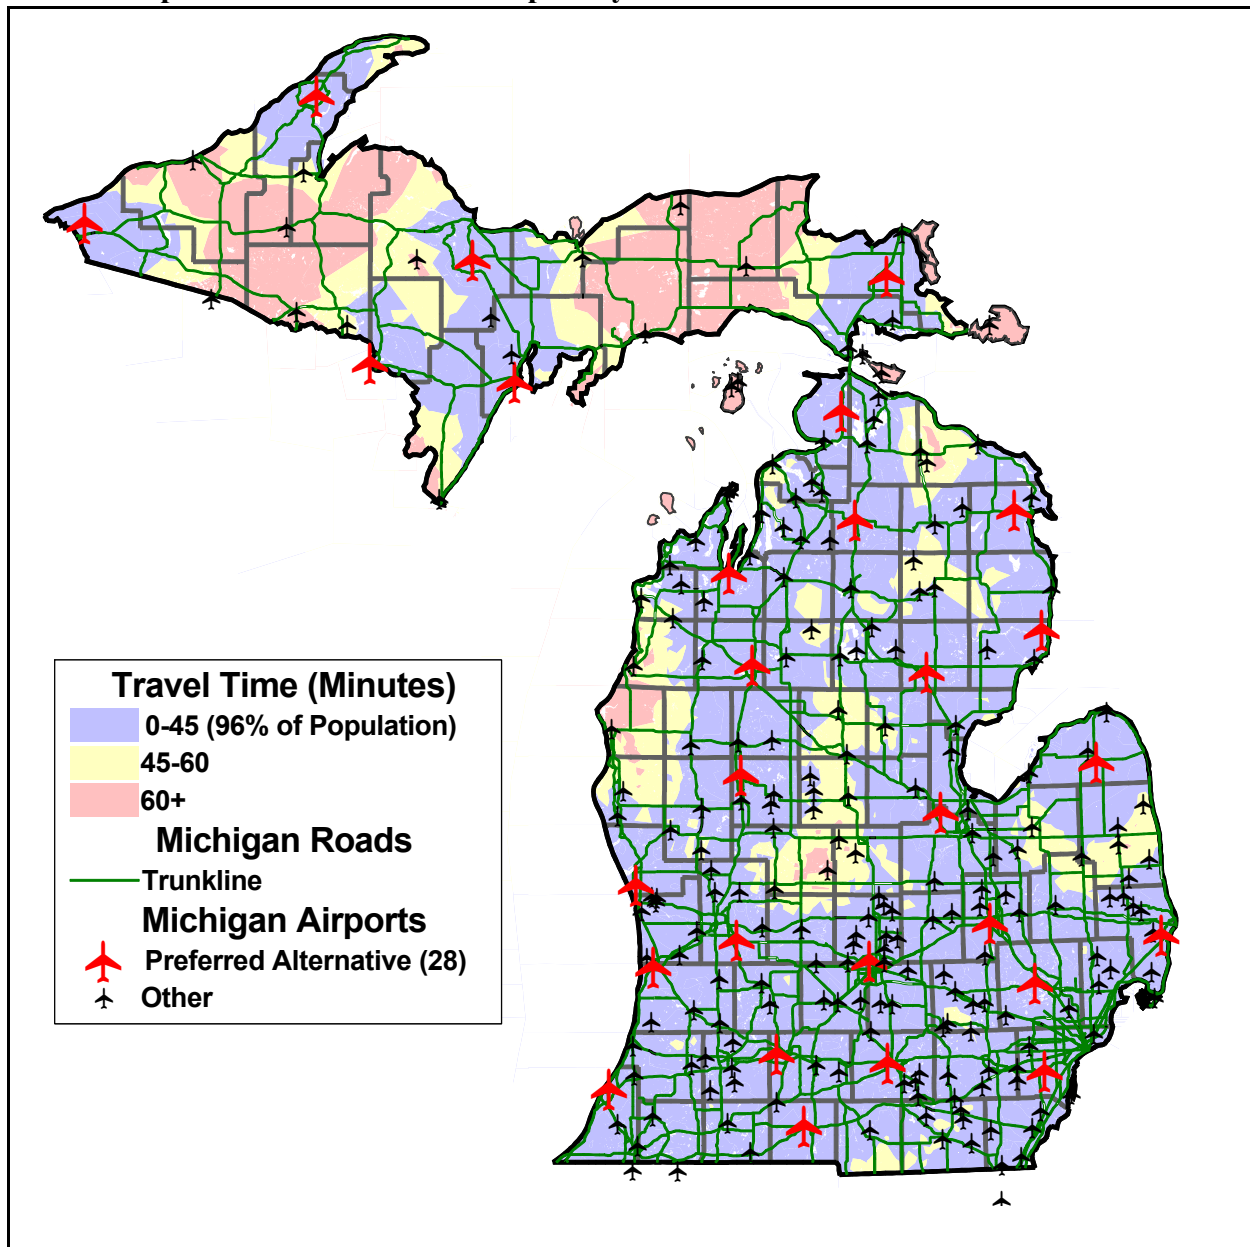 Travel Time (Minutes)
0-45 (96% of Population)
45-60
60+
Michigan Roads
Trunkline
Michigan Airports
Preferred Alternative (28)
Other